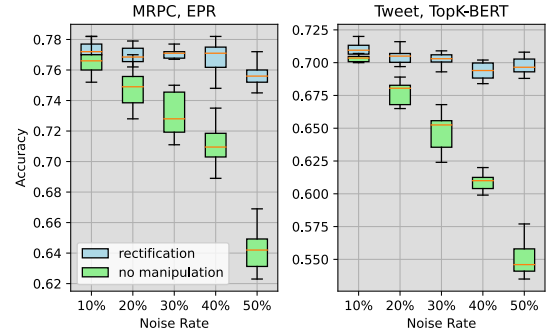 MRPC, EPR
Accuracy
0.78
0.76
0.74
0.72
0.70
0.68
0.66
0.64
0.62
rectification
no manipulation
10% 20% 30% 40% 50%
Noise Rate
Tweet, TopK-BERT
0.725
0.700
0.675
0.650
0.625
0.600
0.575
0.550
10% 20% 30% 40% 50%
Noise Rate